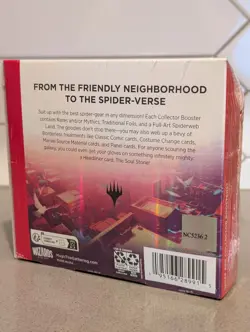 FROM THE FRIENDLY NEIGHBORHOOD
TO THE SPIDER-VERSE
Suit up with the best spider-gear in any dimension! Each Collector Booster
contains Rares and/or Mythics, Traditional Foils, and a Full-Art Spiderweb
Land. The goodies don't stop there—you may also web up a bevy of
Borderless treatments like Classic Comic cards, Costume Change cards,
Marvel Source Material cards, and Panel cards. For anyone scouring the
galaxy, you could even get your gloves on something infinitely mighty:
a Headliner card, The Soul Stone!
NC5236 2
WIZARDS
MagicTheGathering.com